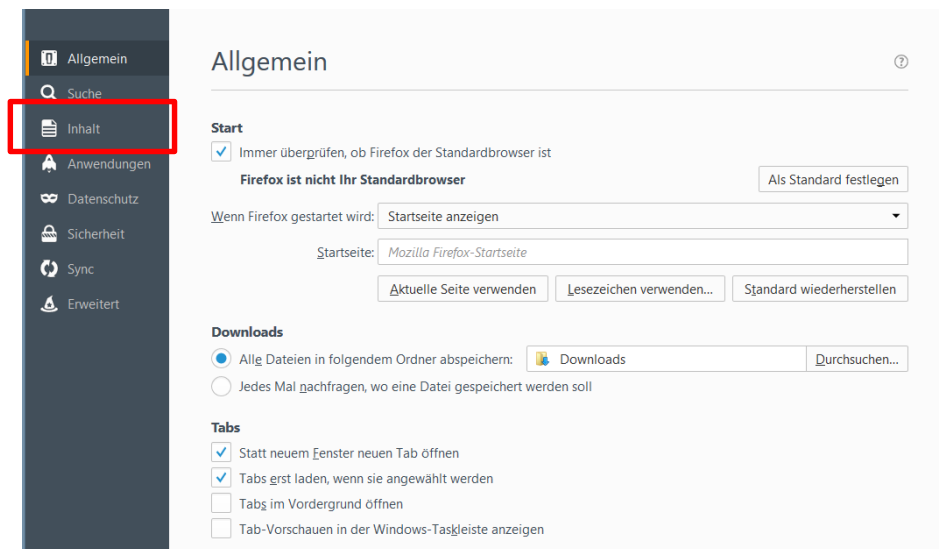 Allgemein
Suche
Inhalt
Anwendungen
Datenschutz
Sicherheit
Sync
Erweitert
Allgemein ?
Start
Immer überprüfen, ob Firefox der Standardbrowser ist
Firefox ist nicht Ihr Standardbrowser Als Standard festlegen
Wenn Firefox gestartet wird: Startseite anzeigen
Startseite: Mozilla Firefox-Startseite
Aktuelle Seite verwenden Lesezeichen verwenden... Standard wiederherstellen
Downloads
Alle Dateien in folgendem Ordner abspeichern: Downloads Durchsuchen...
Jedes Mal nachfragen, wo eine Datei gespeichert werden soll
Tabs
Statt neuem Fenster neuen Tab öffnen
Tabs erst laden, wenn sie angewählt werden
Tabs im Vordergrund öffnen
Tab-Vorschauen in der Windows-Taskleiste anzeigen